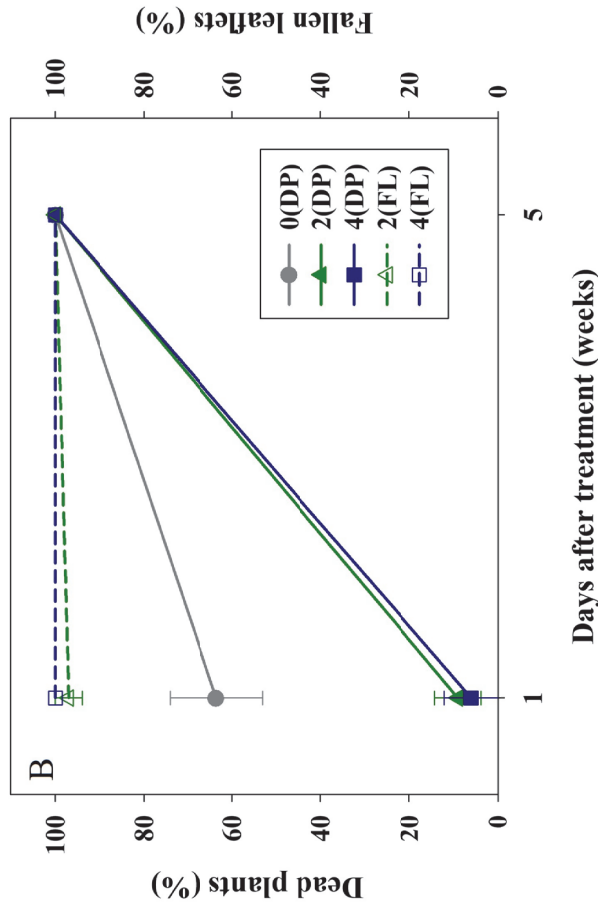 B
Dead plants (%)
100
80
60
40
20
0
Fallen leaflets (%)
100
80
60
40
20
0
0(DP)
2(DP)
4(DP)
2(FL)
4(FL)
1
5
Days after treatment (weeks)